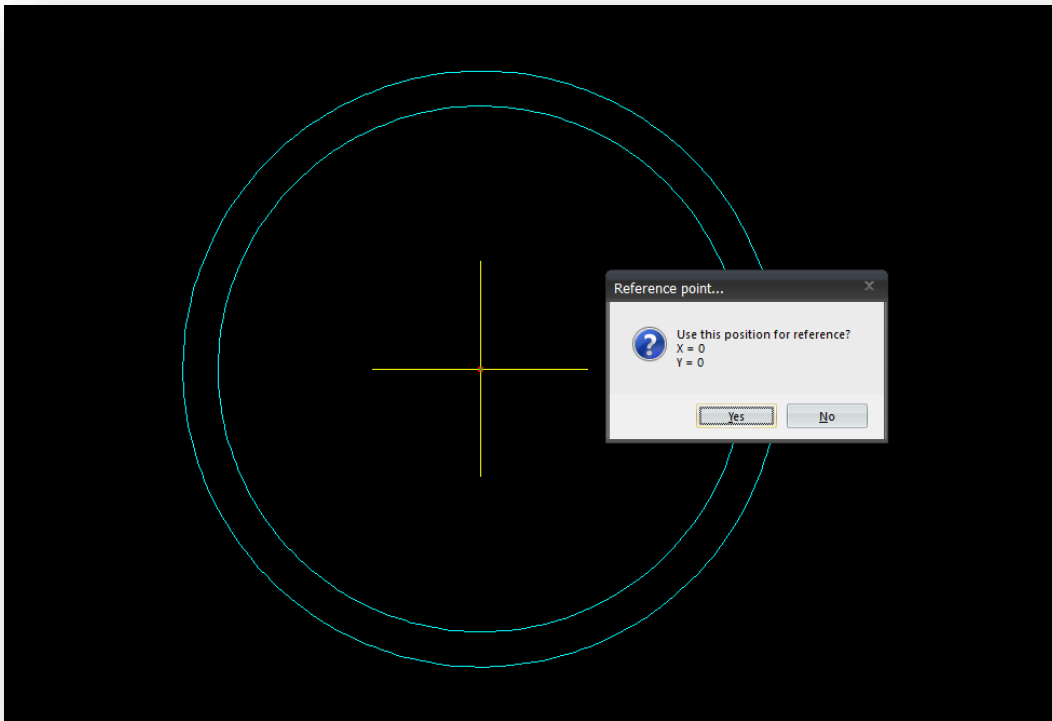 Reference point...
Use this position for reference?
X = 0
Y = 0
Yes
No